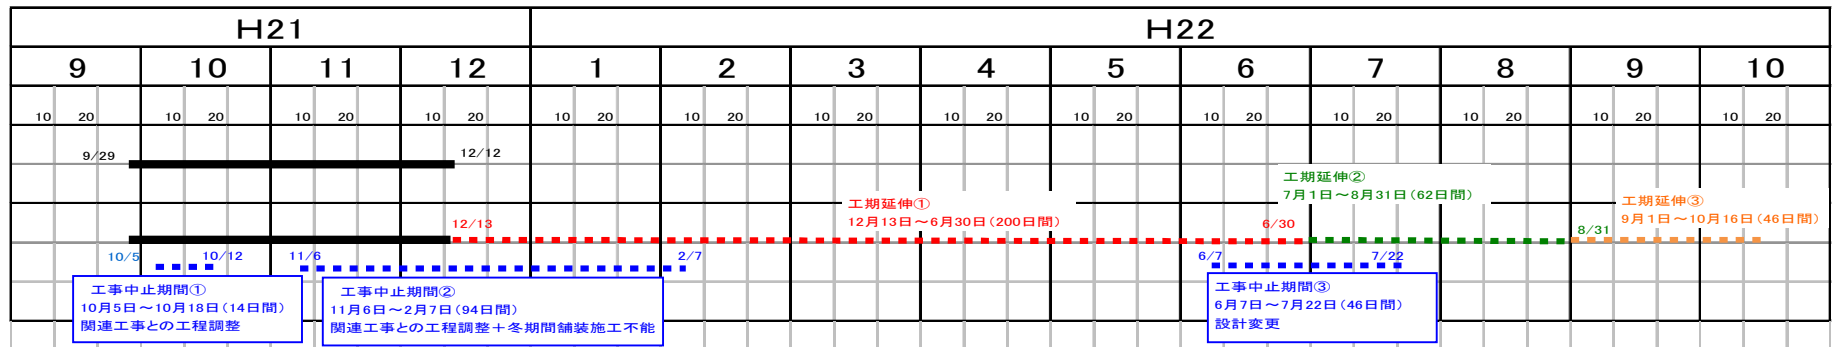 H21 H22
9 10 11 12 1 2 3 4 5 6 7 8 9 10
10 20 10 20 10 20 10 20 10 20 10 20 10 20 10 20 10 20 10 20 10 20 10 20 10 20 10 20
9/29 12/12
工期延伸②
7月1日～8月31日(62日間)
工期延伸①
12月13日～6月30日(200日間)
工期延伸③
9月1日～10月16日(46日間)
12/13 6/30 8/31
10/5 10/12 11/6 2/7 6/7 7/22
工事中止期間①
10月5日～10月18日(14日間)
関連工事との工程調整
工事中止期間②
11月6日～2月7日(94日間)
関連工事との工程調整＋冬期間舗装施工不能
工事中止期間③
6月7日～7月22日(46日間)
設計変更